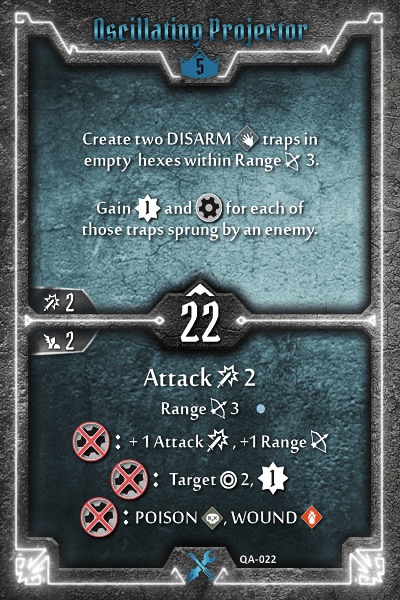 Oscillating Projector
5
Create two DISARM traps in
empty hexes within Range 3.
Gain 1 and for each of
those traps sprung by an enemy.
2
22
2
Attack 2
Range 3
: +1 Attack, +1 Range
: Target 2, 1
: POISON, WOUND
QA-022